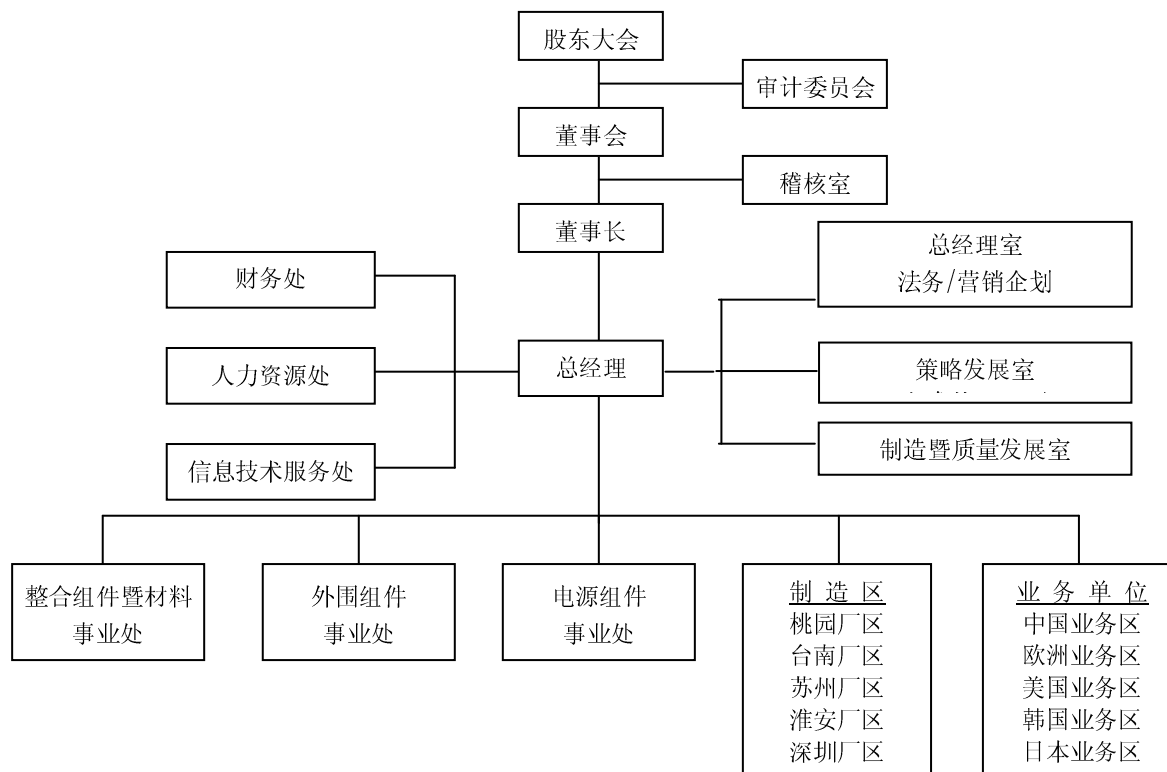 股东大会
审计委员会
董事会
稽核室
董事长
总经理室
法务/营销企划
财务处
总经理
策略发展室
人力资源处
制造暨质量发展室
信息技术服务处
整合组件暨材料
事业处
外围组件
事业处
电源组件
事业处
制 造 区
桃园厂区
台南厂区
苏州厂区
淮安厂区
深圳厂区
业 务 单 位
中国业务区
欧洲业务区
美国业务区
韩国业务区
日本业务区